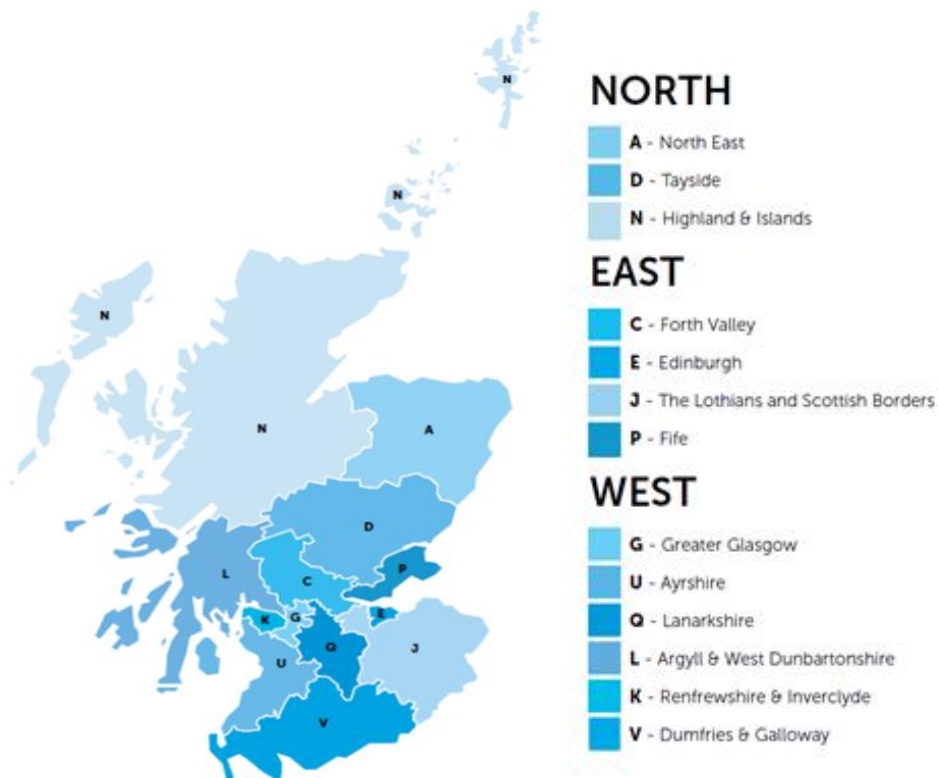 N
N
N
N
A
D
L
P
C
K
G
E
Q
J
U
V
NORTH
A - North East
D - Tayside
N - Highland & Islands
EAST
C - Forth Valley
E - Edinburgh
J - The Lothians and Scottish Borders
P - Fife
WEST
G - Greater Glasgow
U - Ayrshire
Q - Lanarkshire
L - Argyll & West Dunbartonshire
K - Renfrewshire & Inverclyde
V - Dumfries & Galloway